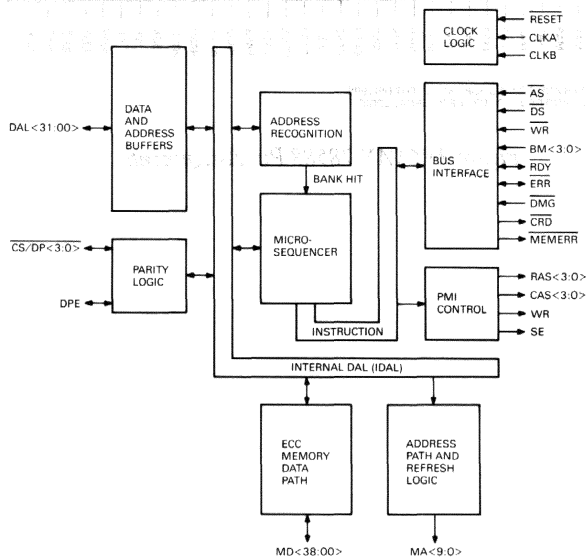 CLOCK
LOGIC
RESET
CLKA
CLKB
DATA
AND
ADDRESS
BUFFERS
DAL<31:00>
ADDRESS
RECOGNITION
BANK HIT
MICRO-
SEQUENCER
INSTRUCTION
BUS
INTERFACE
AS
DS
WR
BM<3:0>
RDY
ERR
DMG
CRD
MEMERR
CS/DP<3:0>
DPE
PARITY
LOGIC
PMI
CONTROL
RAS<3:0>
CAS<3:0>
WR
SE
INTERNAL DAL (IDAL)
ECC
MEMORY
DATA
PATH
ADDRESS
PATH AND
REFRESH
LOGIC
MD<38:00>
MA<9:0>